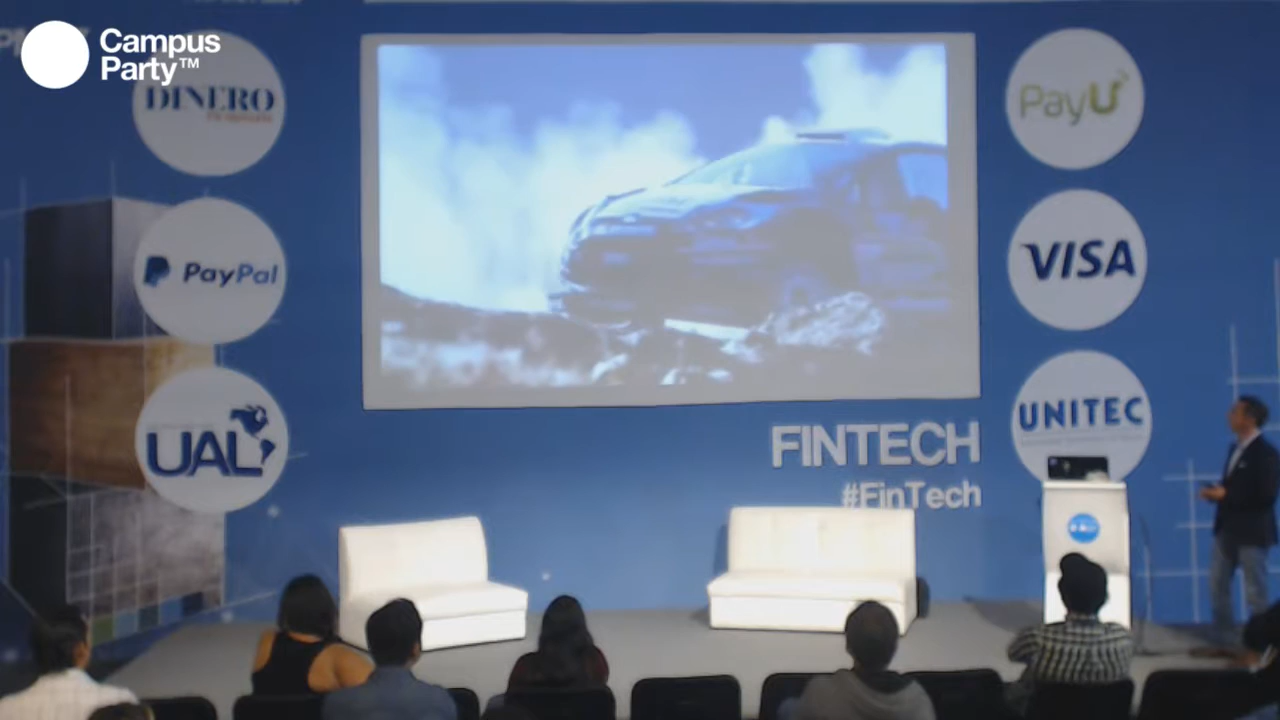 Campus
Party™
DINERO
PayPal
UAL
PayU
VISA
UNITEC
FINTECH
#FinTech